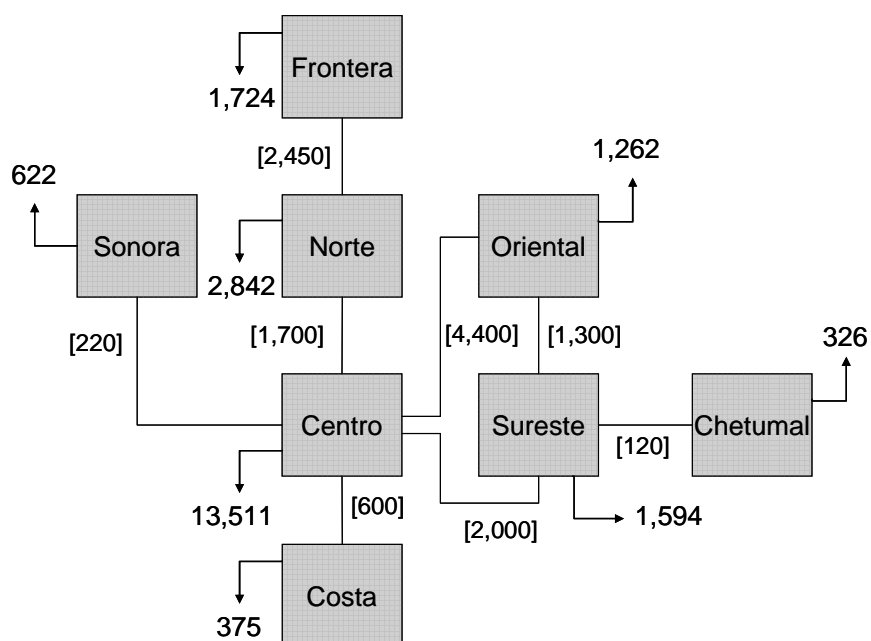 Frontera
1,724
[2,450]
1,262
622
Sonora
Norte
Oriental
2,842
[220]
[1,700]
[4,400]
[1,300]
326
Centro
Sureste
Chetumal
[120]
13,511
[600]
[2,000]
1,594
Costa
375